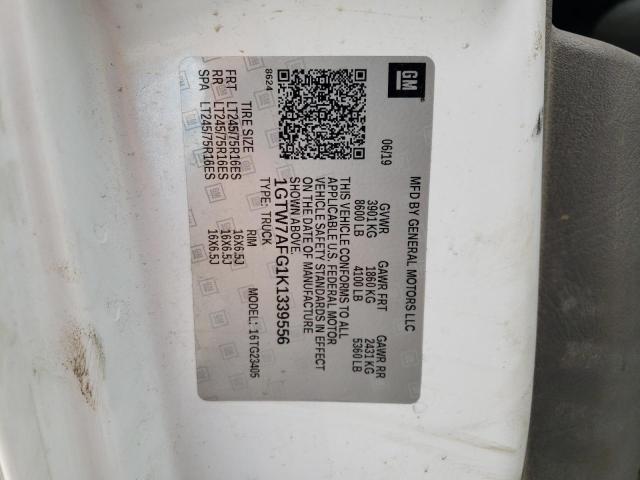 GM
MFD BY GENERAL MOTORS LLC
06/19
GVWR GAWR FRT GAWR RR
3901 KG 1860 KG 2431 KG
8600 LB 4100 LB 5360 LB
THIS VEHICLE CONFORMS TO ALL
APPLICABLE U.S. FEDERAL MOTOR
VEHICLE SAFETY STANDARDS IN EFFECT
ON THE DATE OF MANUFACTURE
SHOWN ABOVE.
1GTW7AFG1K1339556
8624
TYPE: TRUCK MODEL: 16TG23405
TIRE SIZE RIM
FRT- LT245/75R16ES 16X6.5J
RR LT245/75R16ES 16X6.5J
SPA LT245/75R16ES 16X6.5J